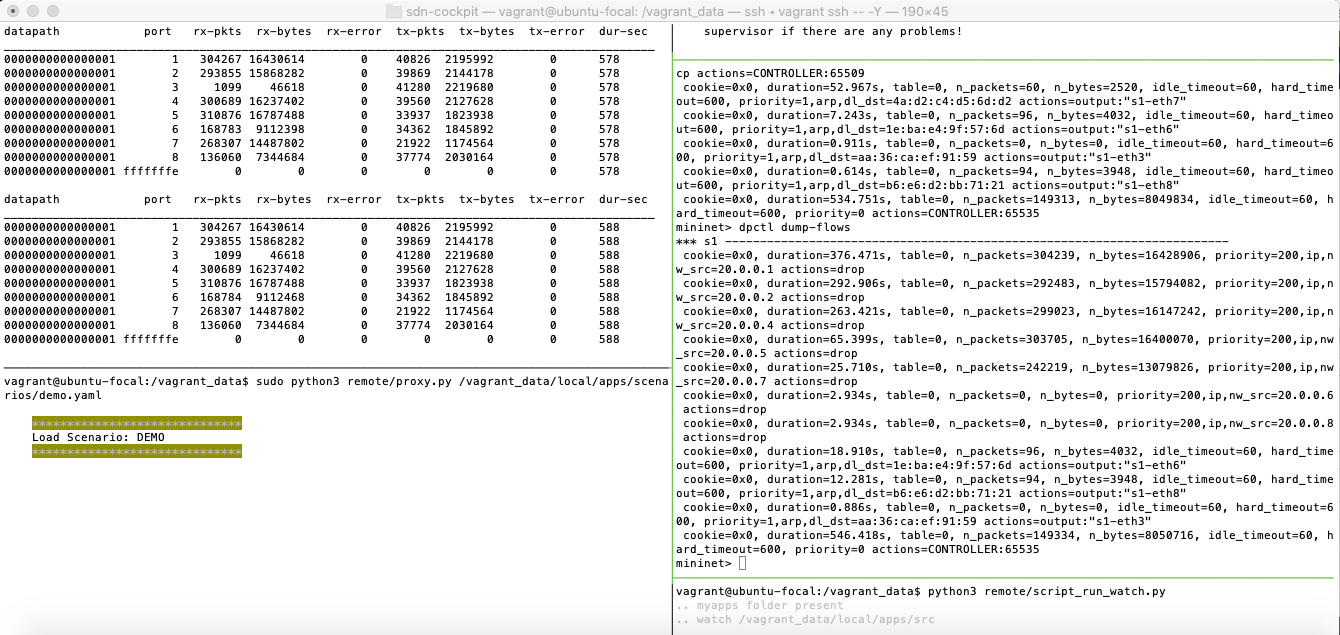 sdn-cockpit — vagrant@ubuntu-focal: /vagrant_data — ssh ◂ vagrant ssh -- -Y — 190×45
datapath port rx-pkts rx-bytes rx-error tx-pkts tx-bytes tx-error dur-sec
0000000000000001 1 304267 16430614 0 40826 2195992 0 578
0000000000000001 2 293855 15868282 0 39869 2144178 0 578
0000000000000001 3 1099 46618 0 41280 2219680 0 578
0000000000000001 4 300689 16237402 0 39560 2127628 0 578
0000000000000001 5 310876 16787488 0 33937 1823938 0 578
0000000000000001 6 168783 9112398 0 34362 1845892 0 578
0000000000000001 7 268307 14487802 0 21922 1174564 0 578
0000000000000001 8 136060 7344684 0 37774 2030164 0 578
0000000000000001 fffffffe 0 0 0 0 0 0 578
datapath port rx-pkts rx-bytes rx-error tx-pkts tx-bytes tx-error dur-sec
0000000000000001 1 304267 16430614 0 40826 2195992 0 588
0000000000000001 2 293855 15868282 0 39869 2144178 0 588
0000000000000001 3 1099 46618 0 41280 2219680 0 588
0000000000000001 4 300689 16237402 0 39560 2127628 0 588
0000000000000001 5 310876 16787488 0 33937 1823938 0 588
0000000000000001 6 168784 9112468 0 34362 1845892 0 588
0000000000000001 7 268307 14487802 0 21922 1174564 0 588
0000000000000001 8 136060 7344684 0 37774 2030164 0 588
0000000000000001 fffffffe 0 0 0 0 0 0 588
vagrant@ubuntu-focal:/vagrant_data$ sudo python3 remote/proxy.py /vagrant_data/local/apps/scena
rios/demo.yaml
******************************
Load Scenario: DEMO
******************************
supervisor if there are any problems!
cp actions=CONTROLLER:65509
cookie=0x0, duration=52.967s, table=0, n_packets=60, n_bytes=2520, idle_timeout=60, hard_time
out=600, priority=1,arp,dl_dst=4a:d2:c4:d5:6d:d2 actions=output:"s1-eth7"
cookie=0x0, duration=7.243s, table=0, n_packets=96, n_bytes=4032, idle_timeout=60, hard_timeo
ut=600, priority=1,arp,dl_dst=1e:ba:e4:9f:57:6d actions=output:"s1-eth6"
cookie=0x0, duration=0.911s, table=0, n_packets=0, n_bytes=0, idle_timeout=60, hard_timeout=6
00, priority=1,arp,dl_dst=aa:36:ca:ef:91:59 actions=output:"s1-eth3"
cookie=0x0, duration=0.614s, table=0, n_packets=94, n_bytes=3948, idle_timeout=60, hard_timeo
ut=600, priority=1,arp,dl_dst=b6:e6:d2:bb:71:21 actions=output:"s1-eth8"
cookie=0x0, duration=534.751s, table=0, n_packets=149313, n_bytes=8049834, idle_timeout=60, h
ard_timeout=600, priority=0 actions=CONTROLLER:65535
mininet> dpctl dump-flows
*** s1 ------------------------------------------------------------------------
cookie=0x0, duration=376.471s, table=0, n_packets=304239, n_bytes=16428906, priority=200,ip,n
w_src=20.0.0.1 actions=drop
cookie=0x0, duration=292.906s, table=0, n_packets=292483, n_bytes=15794082, priority=200,ip,n
w_src=20.0.0.2 actions=drop
cookie=0x0, duration=263.421s, table=0, n_packets=299023, n_bytes=16147242, priority=200,ip,n
w_src=20.0.0.4 actions=drop
cookie=0x0, duration=65.399s, table=0, n_packets=303705, n_bytes=16400070, priority=200,ip,nw
_src=20.0.0.5 actions=drop
cookie=0x0, duration=25.710s, table=0, n_packets=242219, n_bytes=13079826, priority=200,ip,nw
_src=20.0.0.7 actions=drop
cookie=0x0, duration=2.934s, table=0, n_packets=0, n_bytes=0, priority=200,ip,nw_src=20.0.0.6
actions=drop
cookie=0x0, duration=2.934s, table=0, n_packets=0, n_bytes=0, priority=200,ip,nw_src=20.0.0.8
actions=drop
cookie=0x0, duration=18.910s, table=0, n_packets=96, n_bytes=4032, idle_timeout=60, hard_time
out=600, priority=1,arp,dl_dst=1e:ba:e4:9f:57:6d actions=output:"s1-eth6"
cookie=0x0, duration=12.281s, table=0, n_packets=94, n_bytes=3948, idle_timeout=60, hard_time
out=600, priority=1,arp,dl_dst=b6:e6:d2:bb:71:21 actions=output:"s1-eth8"
cookie=0x0, duration=0.886s, table=0, n_packets=0, n_bytes=0, idle_timeout=60, hard_timeout=6
00, priority=1,arp,dl_dst=aa:36:ca:ef:91:59 actions=output:"s1-eth3"
cookie=0x0, duration=546.418s, table=0, n_packets=149334, n_bytes=8050716, idle_timeout=60, h
ard_timeout=600, priority=0 actions=CONTROLLER:65535
mininet>
vagrant@ubuntu-focal:/vagrant_data$ python3 remote/script_run_watch.py
.. myapps folder present
.. watch /vagrant_data/local/apps/src